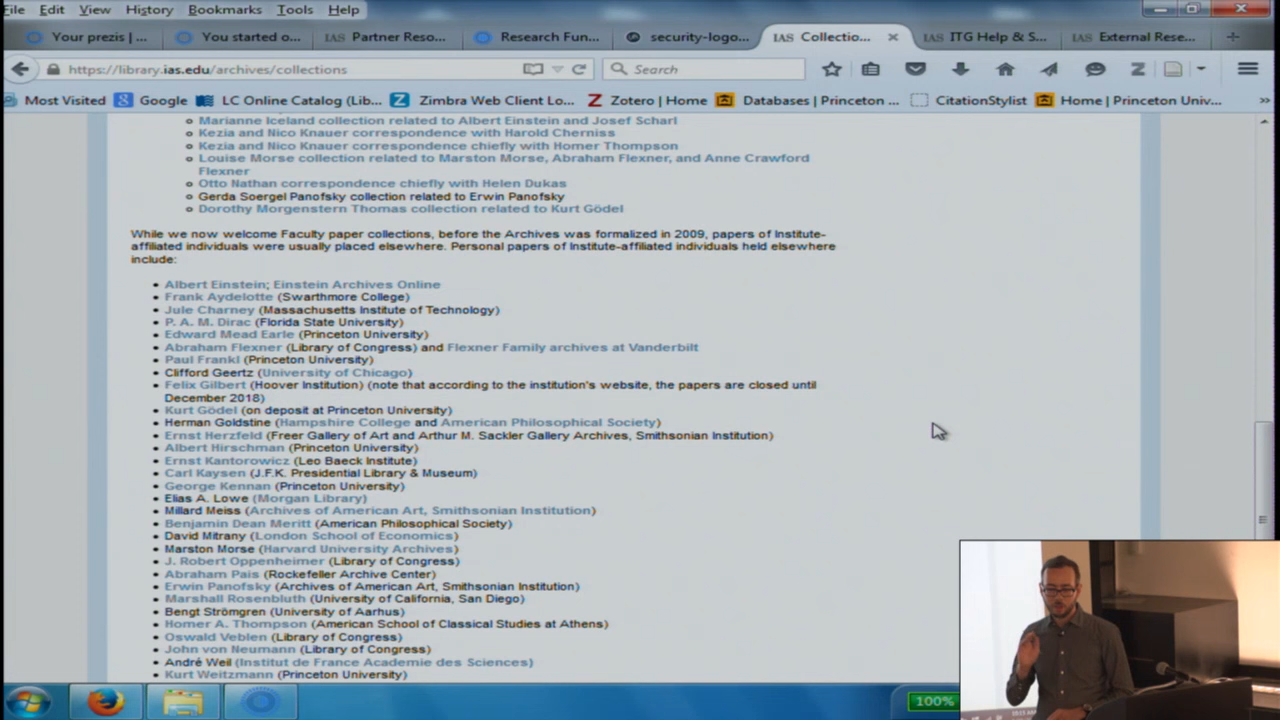 File Edit View History Bookmarks Tools Help
Your prezis | ... You started o... IAS Partner Reso... Research Fun... security-logo... IAS Collectio... IAS ITG Help & S... IAS External Rese...
https://library.ias.edu/archives/collections Search
Most Visited Google LC Online Catalog (Lib... Zimbra Web Client Lo... Zotero | Home Databases | Princeton ... CitationStylist Home | Princeton Univ...
Marianne Iceland collection related to Albert Einstein and Josef Scharl
Kezia and Nico Knauer correspondence with Harold Cherniss
Kezia and Nico Knauer correspondence chiefly with Homer Thompson
Louise Morse collection related to Marston Morse, Abraham Flexner, and Anne Crawford
Flexner
Otto Nathan correspondence chiefly with Helen Dukas
Gerda Soergel Panofsky collection related to Erwin Panofsky
Dorothy Morgenstern Thomas collection related to Kurt Gödel
While we now welcome Faculty paper collections, before the Archives was formalized in 2009, papers of Institute-
affiliated individuals were usually placed elsewhere. Personal papers of Institute-affiliated individuals held elsewhere
include:
Albert Einstein; Einstein Archives Online
Frank Aydelotte (Swarthmore College)
Jule Charney (Massachusetts Institute of Technology)
P. A. M. Dirac (Florida State University)
Edward Mead Earle (Princeton University)
Abraham Flexner (Library of Congress) and Flexner Family archives at Vanderbilt
Paul Frankl (Princeton University)
Clifford Geertz (University of Chicago)
Felix Gilbert (Hoover Institution) (note that according to the institution's website, the papers are closed until
December 2018)
Kurt Gödel (on deposit at Princeton University)
Herman Goldstine (Hampshire College and American Philosophical Society)
Ernst Herzfeld (Freer Gallery of Art and Arthur M. Sackler Gallery Archives, Smithsonian Institution)
Albert Hirschman (Princeton University)
Ernst Kantorowicz (Leo Baeck Institute)
Carl Kaysen (J.F.K. Presidential Library & Museum)
George Kennan (Princeton University)
Elias A. Lowe (Morgan Library)
Millard Meiss (Archives of American Art, Smithsonian Institution)
Benjamin Dean Meritt (American Philosophical Society)
David Mitrany (London School of Economics)
Marston Morse (Harvard University Archives)
J. Robert Oppenheimer (Library of Congress)
Abraham Pais (Rockefeller Archive Center)
Erwin Panofsky (Archives of American Art, Smithsonian Institution)
Marshall Rosenbluth (University of California, San Diego)
Bengt Strömgren (University of Aarhus)
Homer A. Thompson (American School of Classical Studies at Athens)
Oswald Veblen (Library of Congress)
John von Neumann (Library of Congress)
André Weil (Institut de France Academie des Sciences)
Kurt Weitzmann (Princeton University)
100%